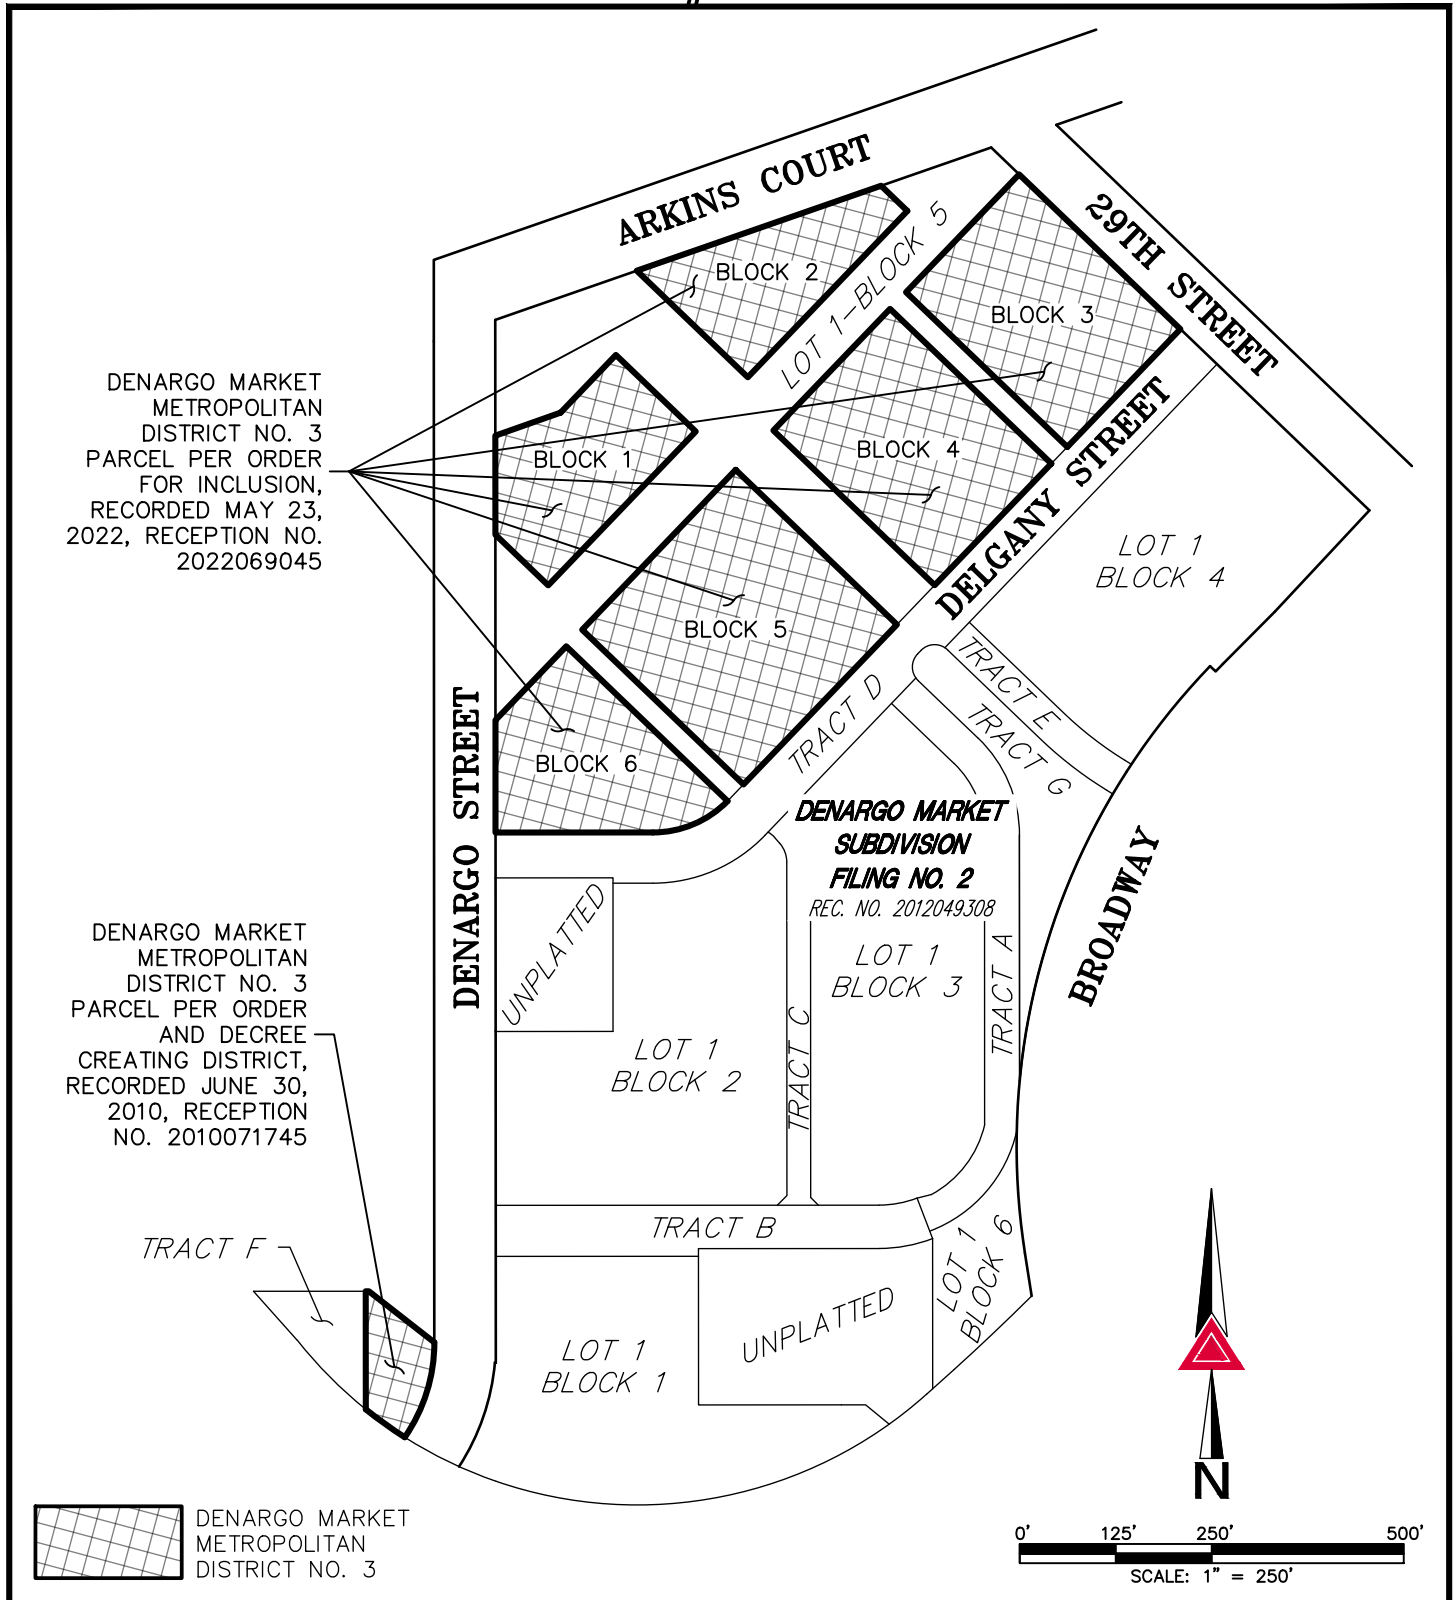 ARKINS COURT
29TH STREET
BLOCK 2
LOT 1-BLOCK 5
BLOCK 3
DENARGO MARKET
METROPOLITAN
DISTRICT NO. 3
PARCEL PER ORDER
FOR INCLUSION,
RECORDED MAY 23,
2022, RECEPTION NO.
2022069045
BLOCK 1
BLOCK 4
DELGANY STREET
LOT 1
BLOCK 4
BLOCK 5
TRACT E
TRACT D
TRACT G
BLOCK 6
DENARGO STREET
DENARGO MARKET
SUBDIVISION
FILING NO. 2
REC. NO. 2012049308
LOT 1
BLOCK 3
BROADWAY
UNPLATTED
TRACT A
DENARGO MARKET
METROPOLITAN
DISTRICT NO. 3
PARCEL PER ORDER
AND DECREE
CREATING DISTRICT,
RECORDED JUNE 30,
2010, RECEPTION
NO. 2010071745
LOT 1
BLOCK 2
TRACT C
TRACT B
TRACT F
LOT 1
BLOCK 6
UNPLATTED
LOT 1
BLOCK 1
N
DENARGO MARKET
METROPOLITAN
DISTRICT NO. 3
0' 125' 250' 500'
SCALE: 1" = 250'